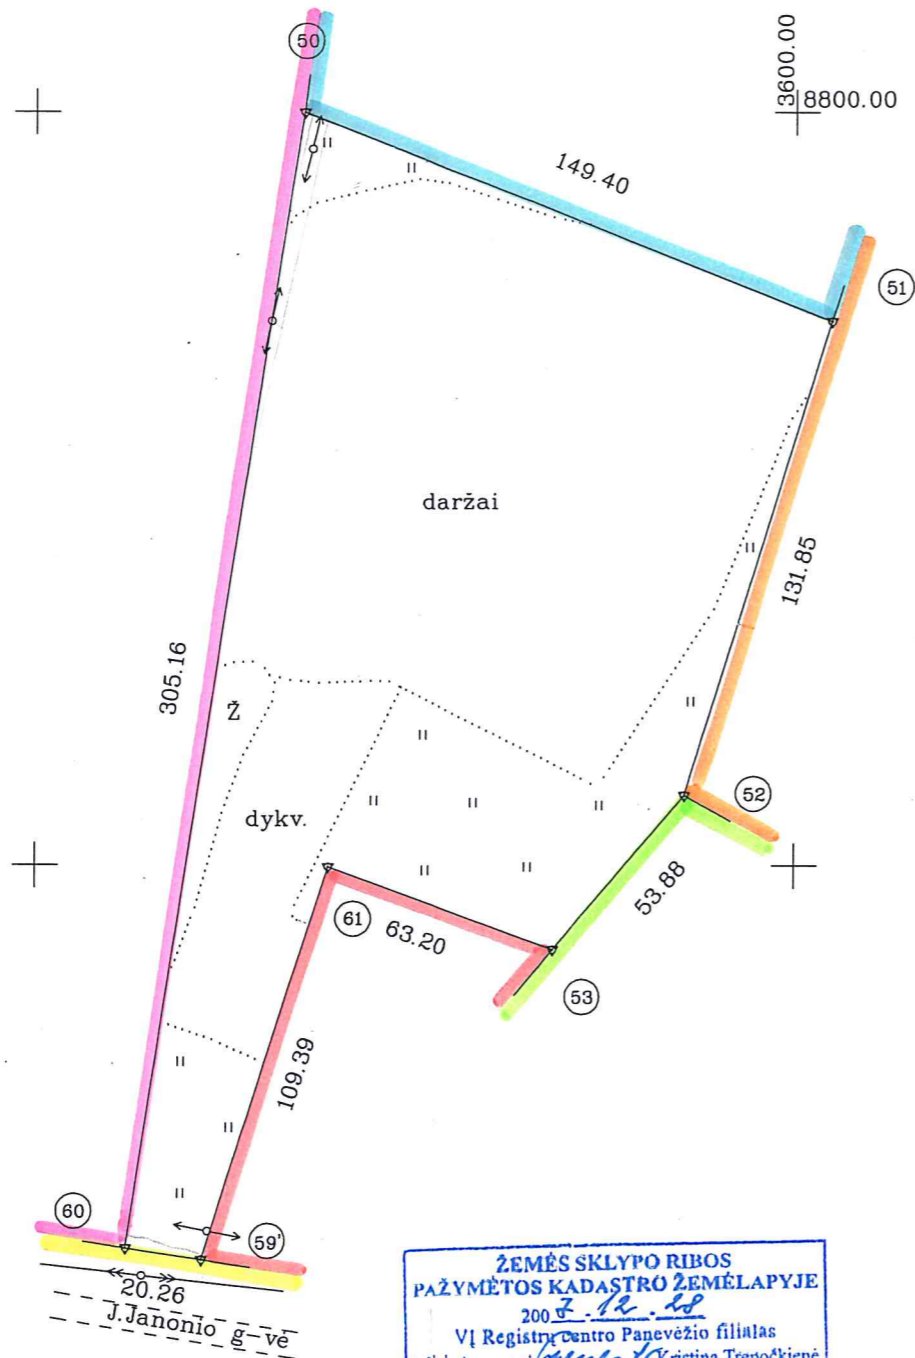 50
3600.00
8800.00
149.40
51
daržai
131.85
305.16
Ž
dykv.
52
61
63.20
53.88
53
109.39
60
59'
20.26
J.Janonio g-vė
ŽEMĖS SKLYPO RIBOS
PAŽYMĖTOS KADASTRO ŽEMĖLAPYJE
2007.12.28
VĮ Registrų centro Panevėžio filialas
Kristina Trapočkienė